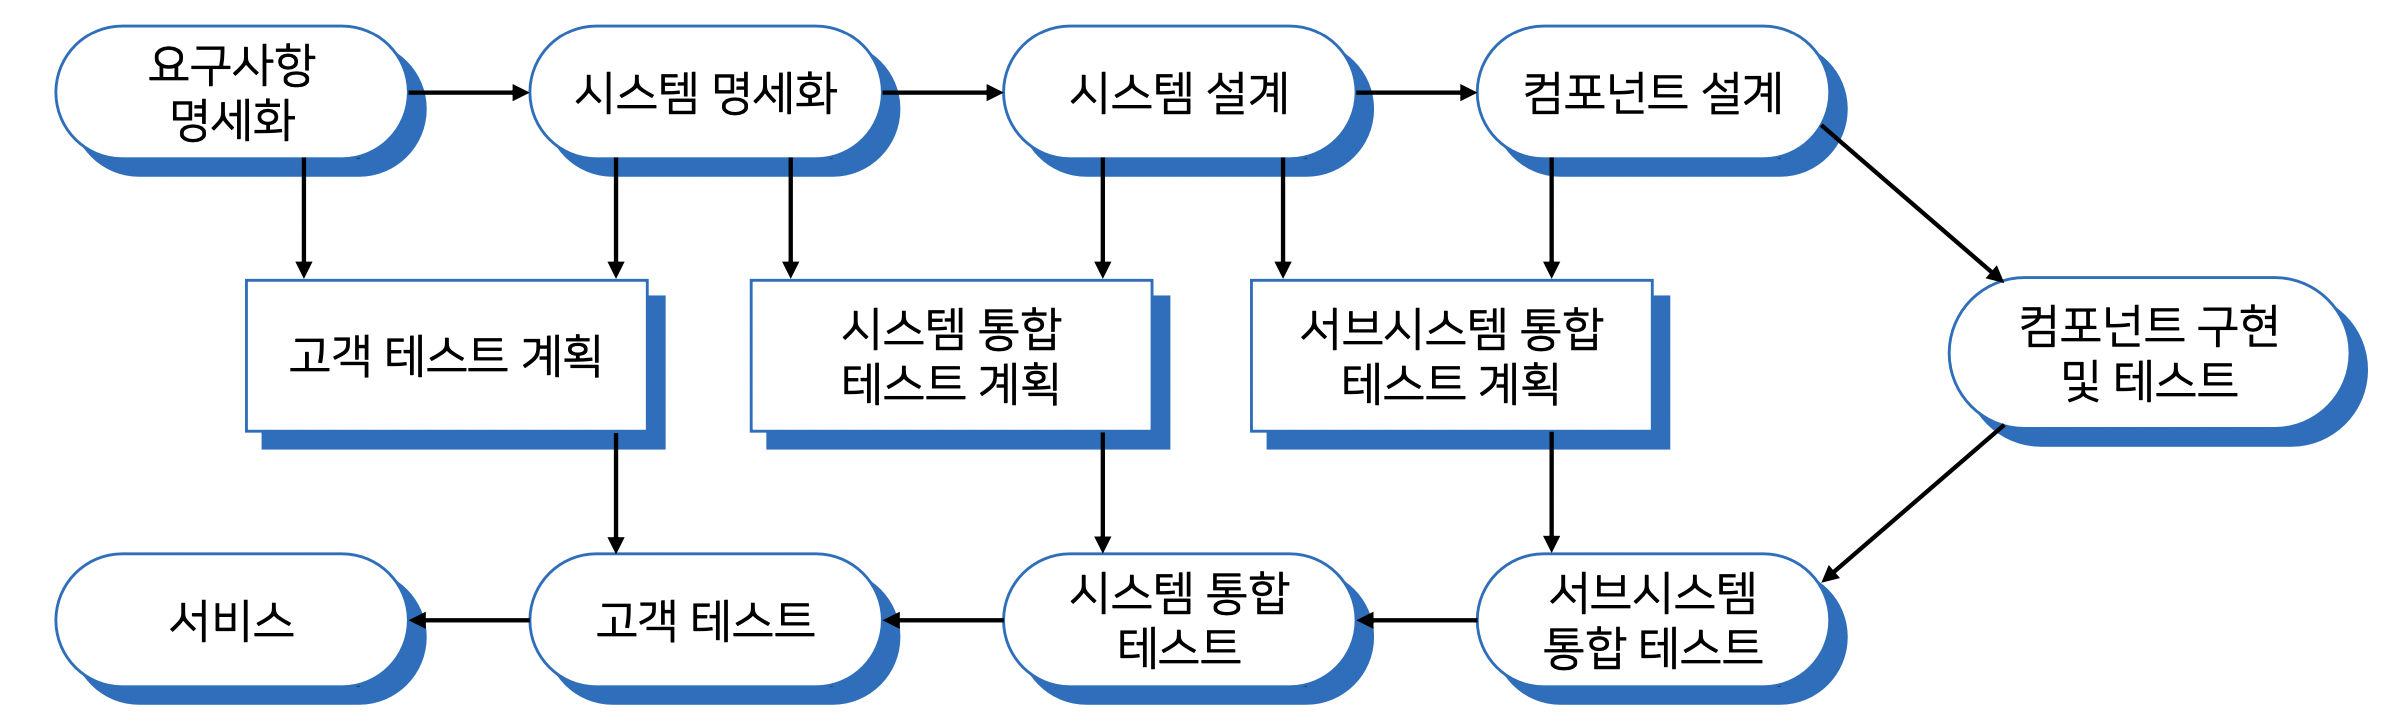 요구사항
명세화
시스템 명세화
시스템 설계
컴포넌트 설계
고객 테스트 계획
시스템 통합
테스트 계획
서브시스템 통합
테스트 계획
컴포넌트 구현
및 테스트
서비스
고객 테스트
시스템 통합
테스트
서브시스템
통합 테스트